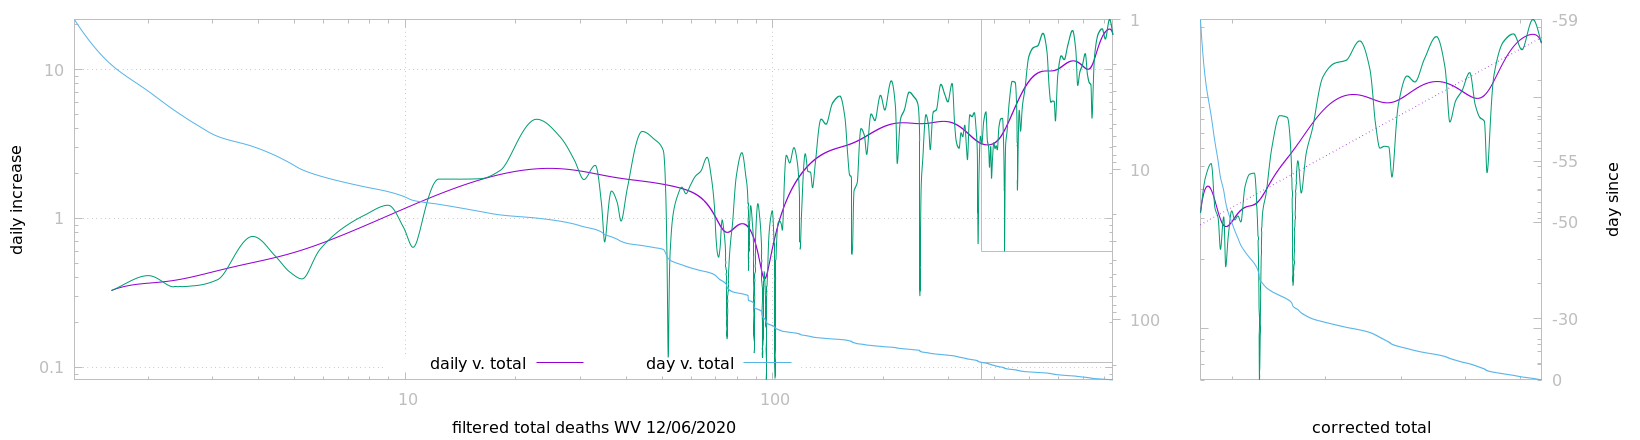 daily increase
10
1
0.1
10
100
1
10
100
daily v. total
day v. total
filtered total deaths WV 12/06/2020
-59
-55
-50
-30
0
day since
corrected total